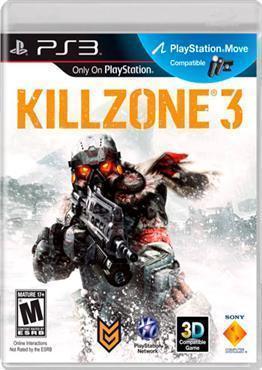 PS3
PlayStation®Move
Compatible
Only On PlayStation®
KILLZONE® 3
MATURE 17+
M
ESRB
Online Interactions
Not Rated by the ESRB
PlayStation
Network
3D
Compatible
Game
SONY
COMPUTER